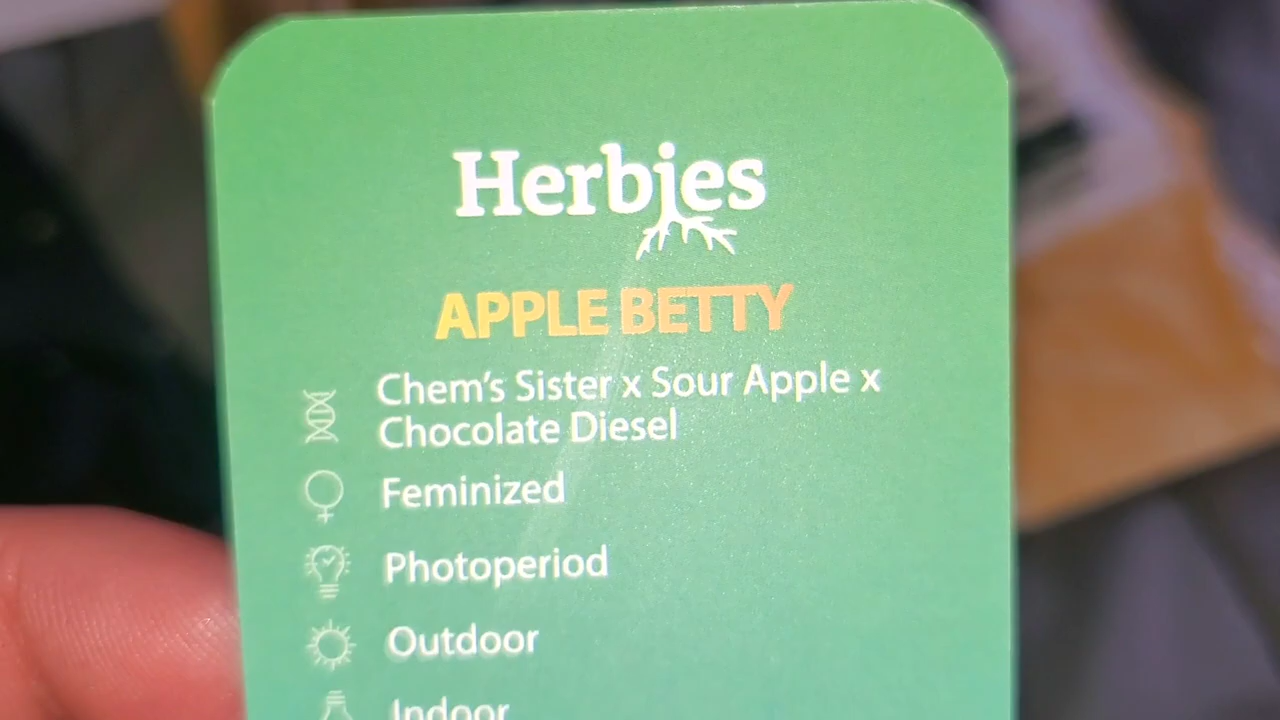 Herbies
APPLE BETTY
Chem's Sister x Sour Apple x
Chocolate Diesel
Feminized
Photoperiod
Outdoor
Indoor